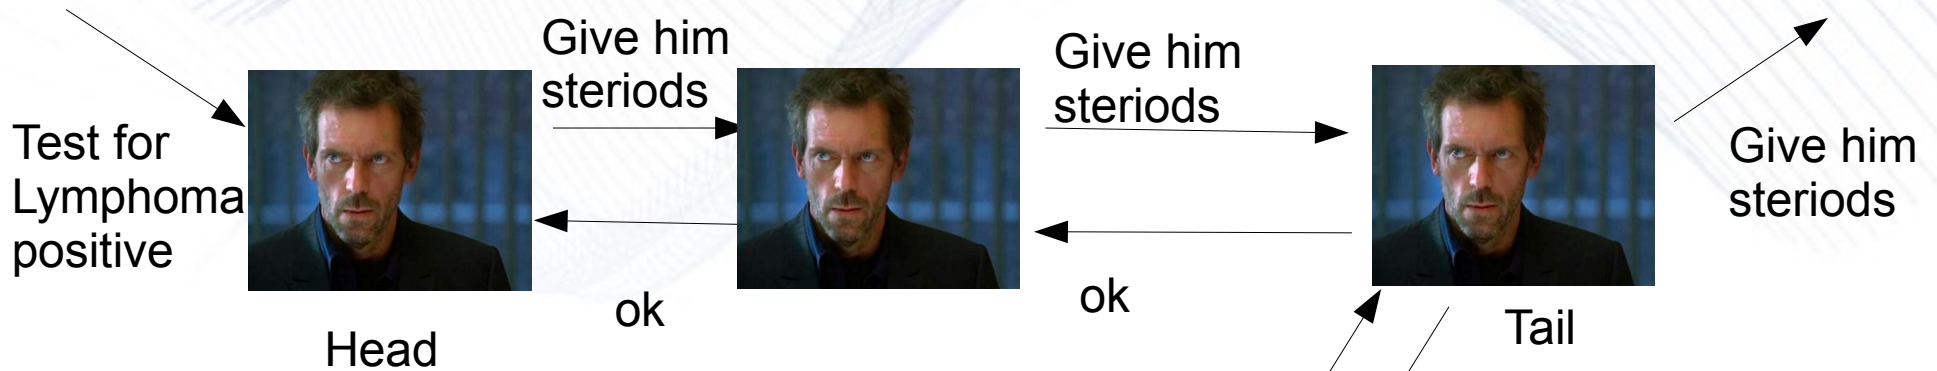 Test for
Lymphoma
positive
Give him
steriods
Give him
steriods
Give him
steriods
ok
ok
Head
Tail